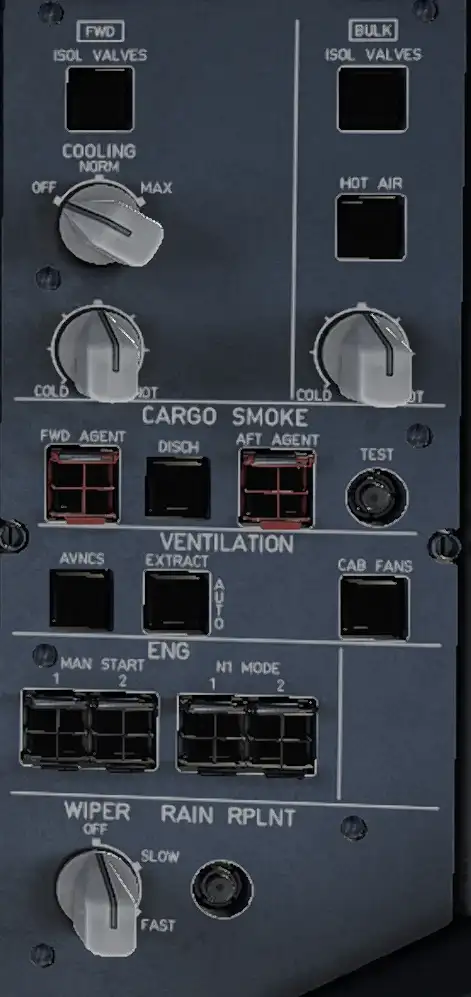 FWD
BULK
ISOL VALVES
ISOL VALVES
COOLING
NORM
OFF
MAX
HOT AIR
COLD
HOT
COLD
HOT
CARGO SMOKE
FWD AGENT
DISCH
AFT AGENT
TEST
VENTILATION
AVNCS
EXTRACT
AUTO
CAB FANS
ENG
MAN START
N1 MODE
1 2
1 2
WIPER
RAIN RPLNT
OFF
SLOW
FAST